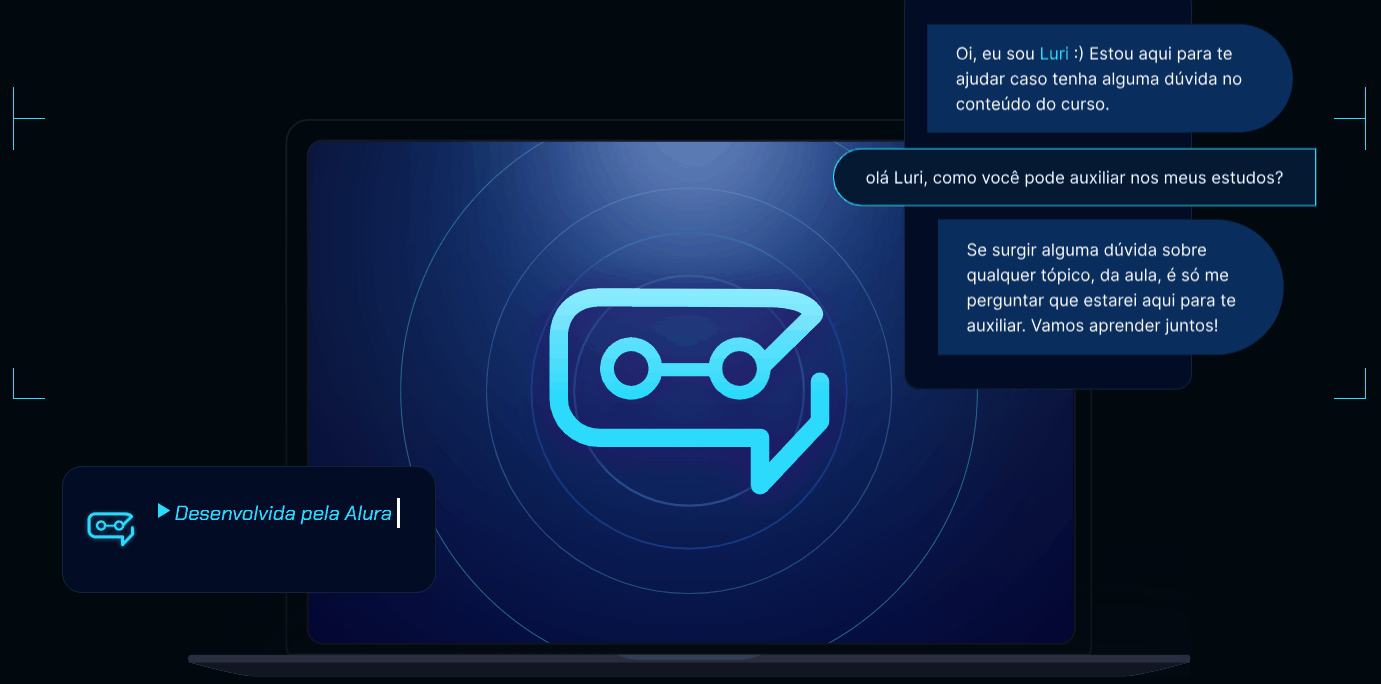 Oi, eu sou Luri :) Estou aqui para te
ajudar caso tenha alguma dúvida no
conteúdo do curso.
olá Luri, como você pode auxiliar nos meus estudos?
Se surgir alguma dúvida sobre
qualquer tópico, da aula, é só me
perguntar que estarei aqui para te
auxiliar. Vamos aprender juntos!
Desenvolvida pela Alura